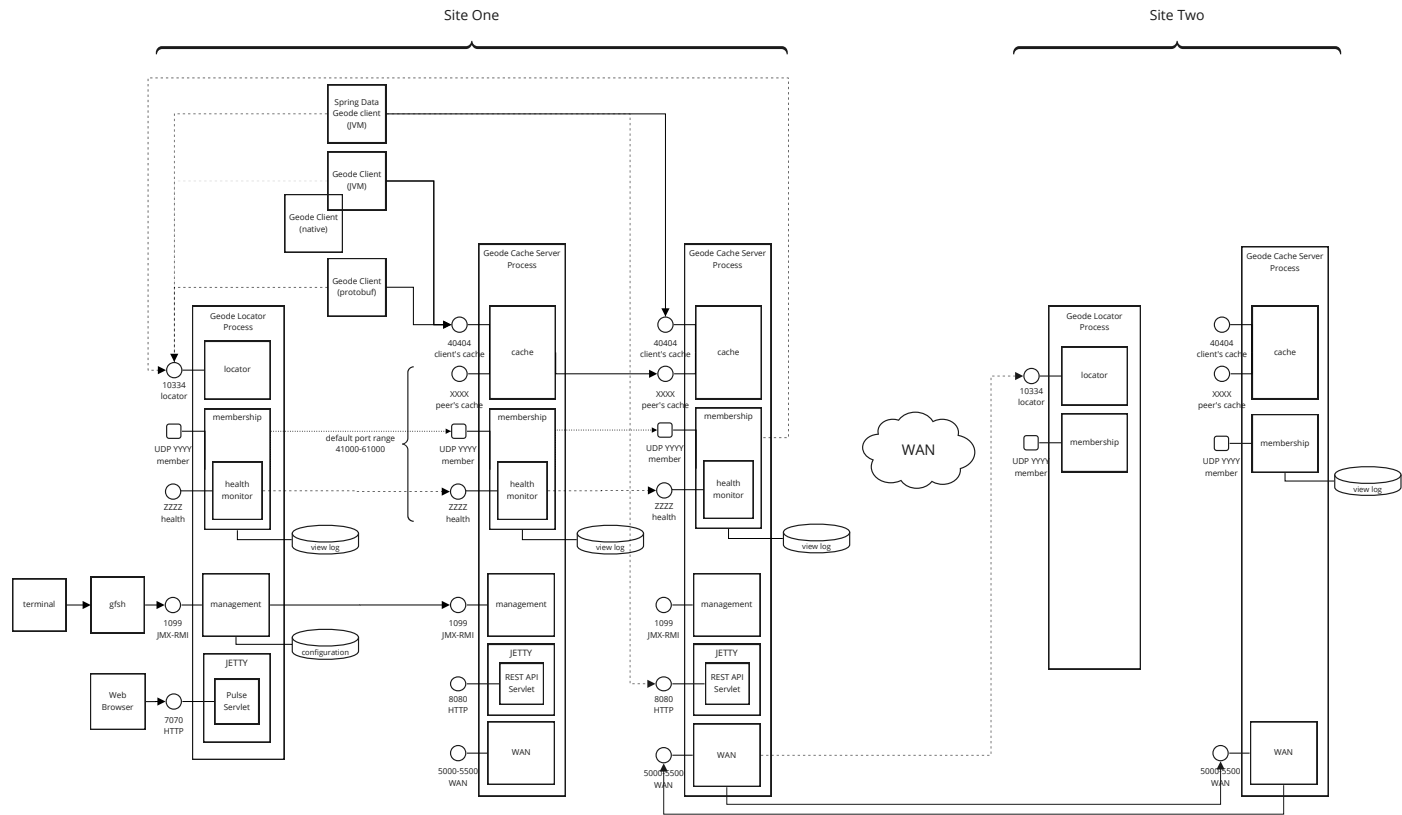 Site One
Site Two
Spring Data
Geode client
(JVM)
Geode Client
(JVM)
Geode Client
(native)
Geode Client
(protobuf)
Geode Locator
Process
locator
10334
locator
membership
UDP YYYY
member
health
monitor
ZZZZ
health
view log
default port range
41000-61000
terminal
gfsh
1099
JMX-RMI
management
configuration
Web
Browser
7070
HTTP
JETTY
Pulse
Servlet
Geode Cache Server
Process
40404
client's cache
cache
XXXX
peer's cache
membership
UDP YYYY
member
health
monitor
ZZZZ
health
view log
1099
JMX-RMI
management
JETTY
REST API
Servlet
8080
HTTP
WAN
5000-5500
WAN
Geode Cache Server
Process
40404
client's cache
cache
XXXX
peer's cache
membership
UDP YYYY
member
health
monitor
ZZZZ
health
view log
1099
JMX-RMI
management
JETTY
REST API
Servlet
8080
HTTP
WAN
5000-5500
WAN
WAN
Geode Locator
Process
locator
10334
locator
membership
UDP YYYY
member
Geode Cache Server
Process
40404
client's cache
cache
XXXX
peer's cache
membership
UDP YYYY
member
view log
WAN
5000-5500
WAN